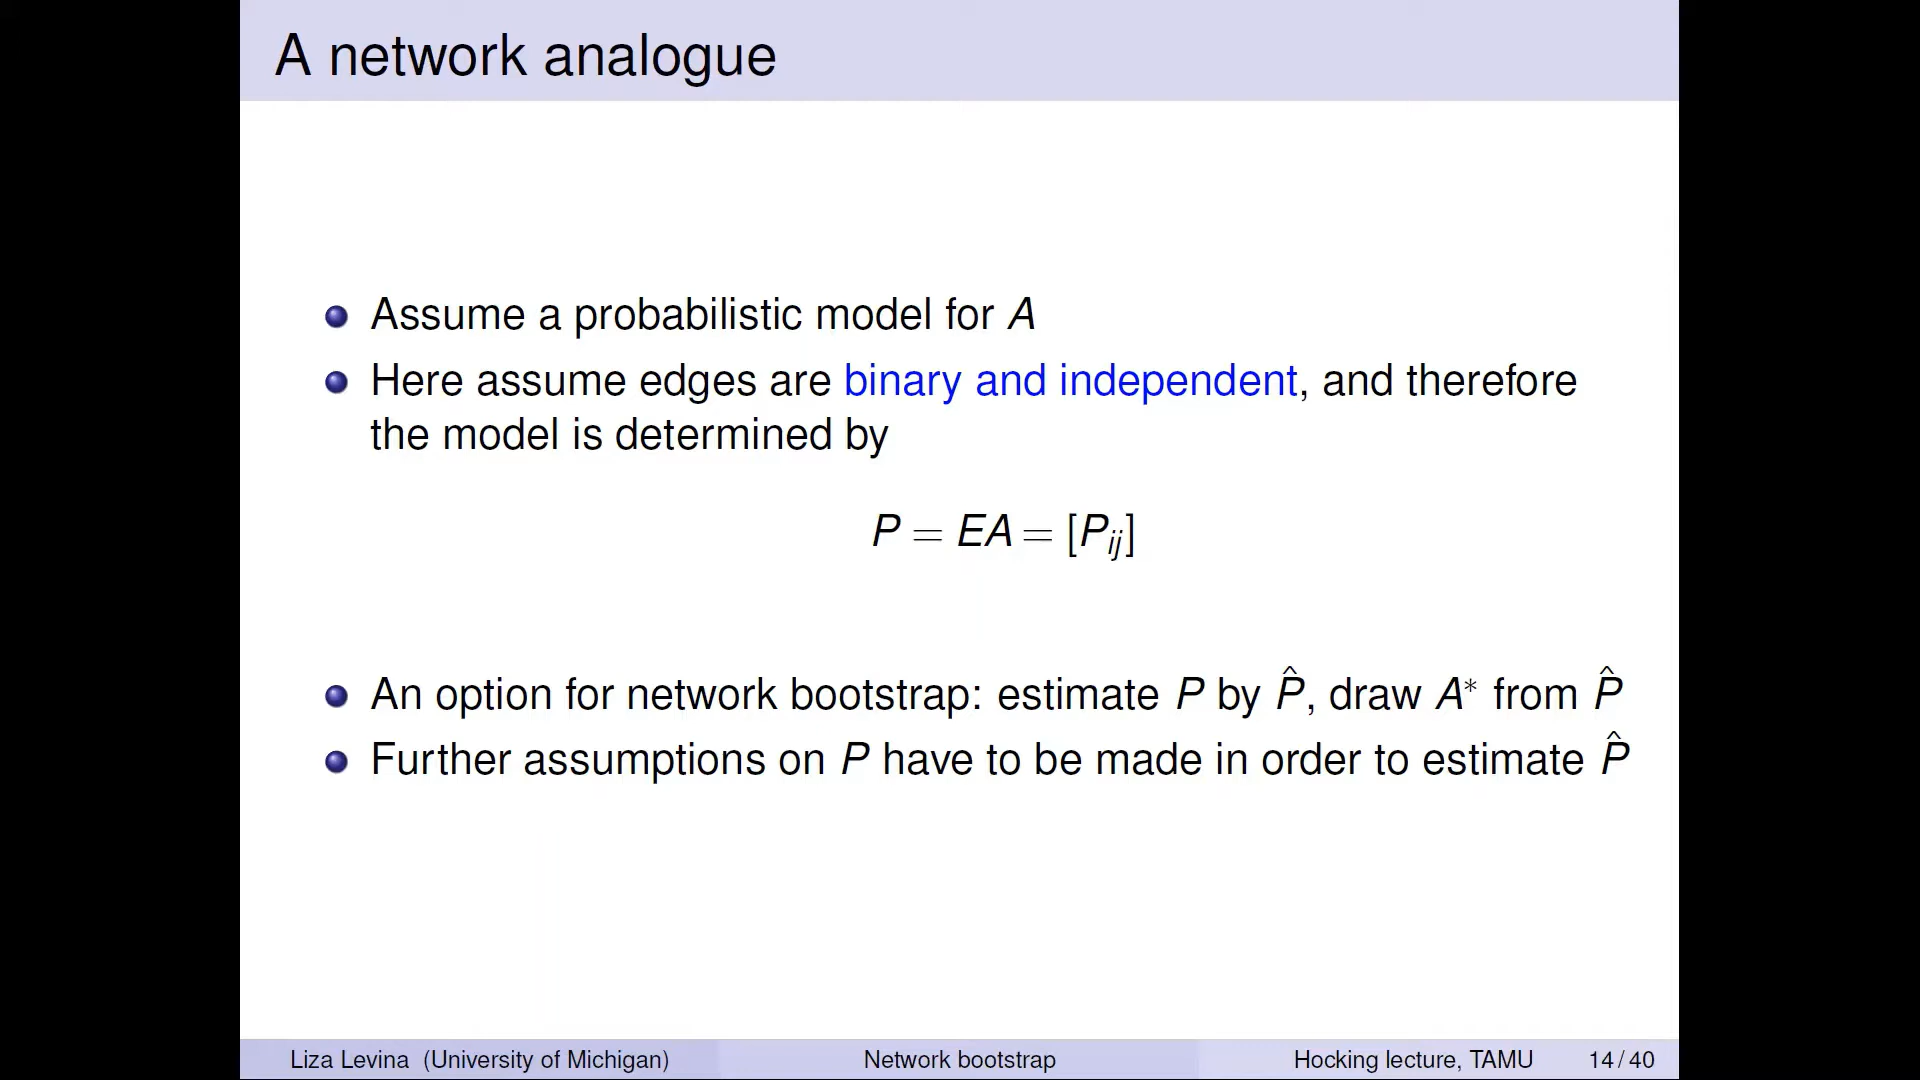 A network analogue
Assume a probabilistic model for A
Here assume edges are binary and independent, and therefore
the model is determined by
P = EA = [P_ij]
An option for network bootstrap: estimate P by P̂, draw A* from P̂
Further assumptions on P have to be made in order to estimate P̂
Liza Levina (University of Michigan) Network bootstrap Hocking lecture, TAMU 14 / 40